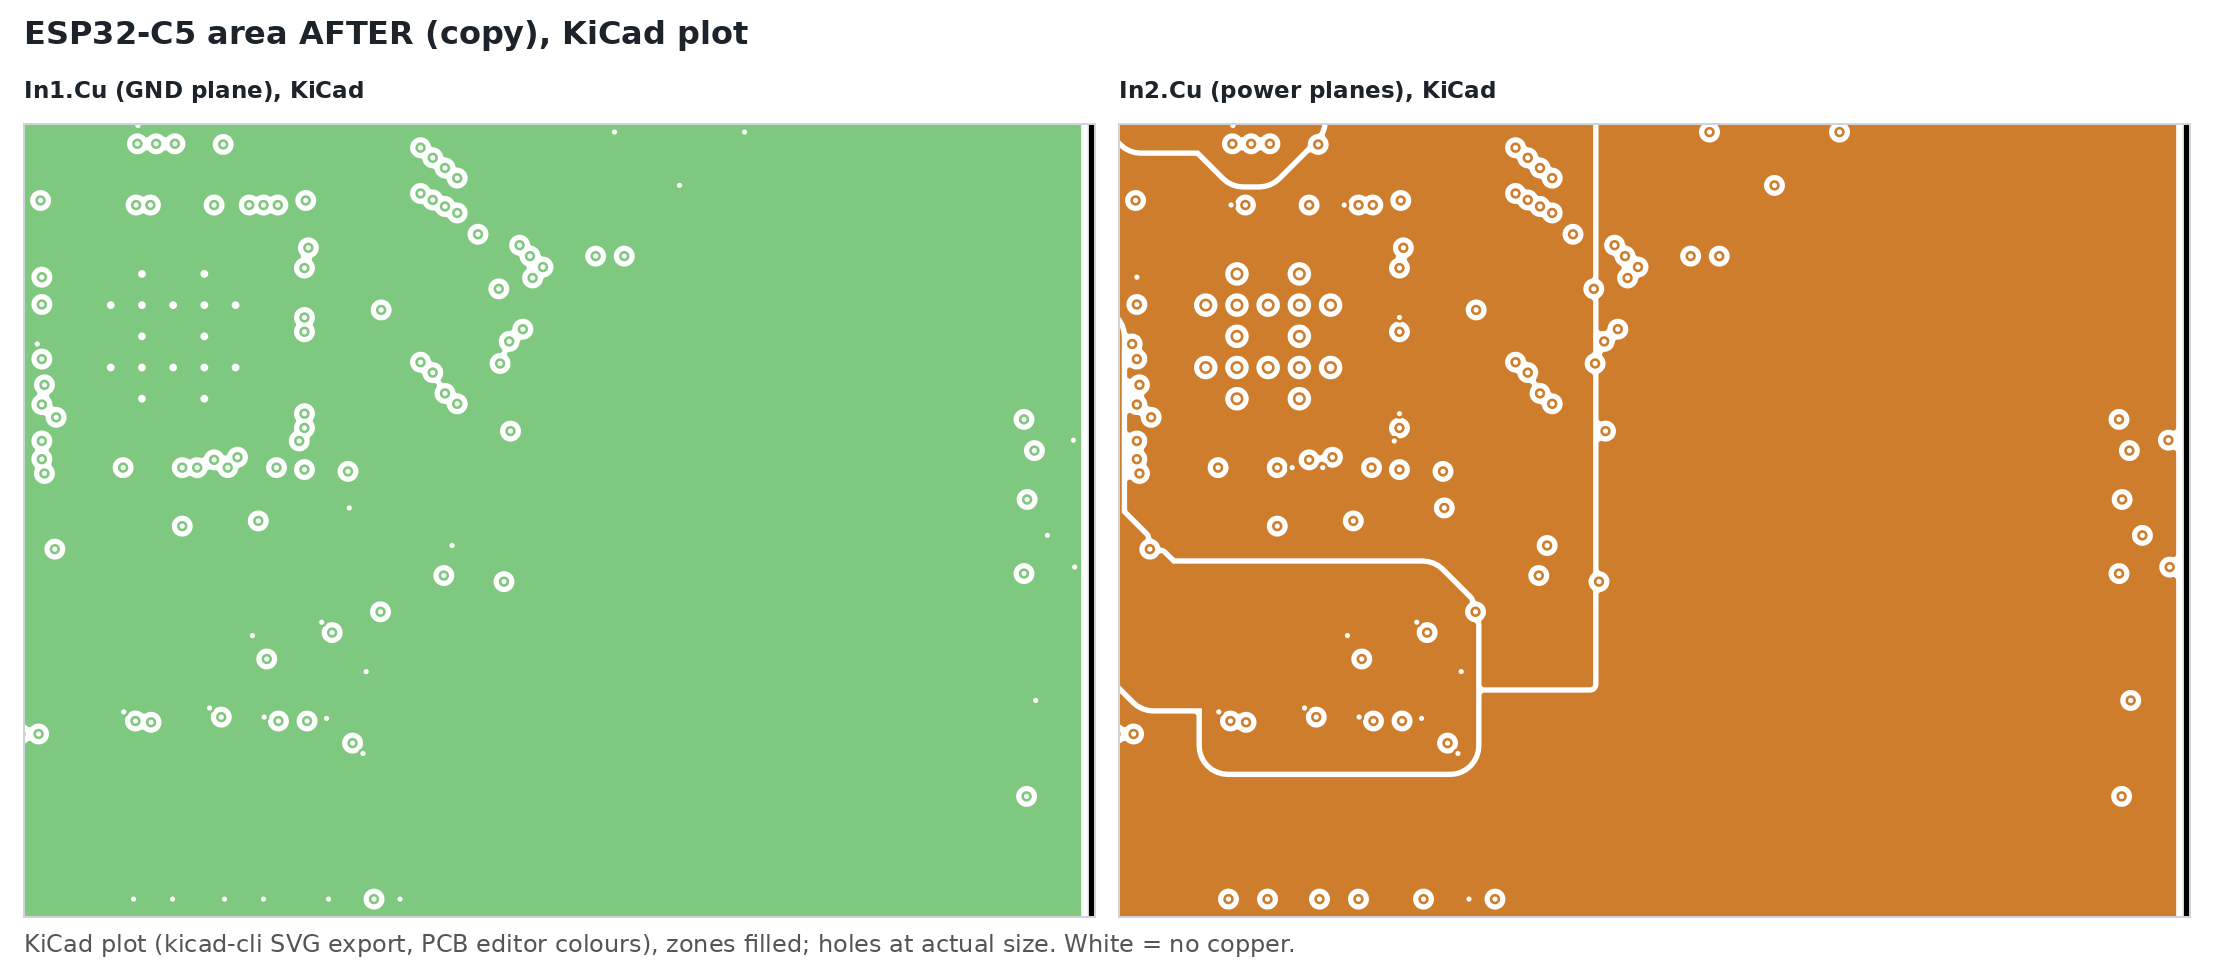 ESP32-C5 area AFTER (copy), KiCad plot
In1.Cu (GND plane), KiCad
In2.Cu (power planes), KiCad
KiCad plot (kicad-cli SVG export, PCB editor colours), zones filled; holes at actual size. White = no copper.